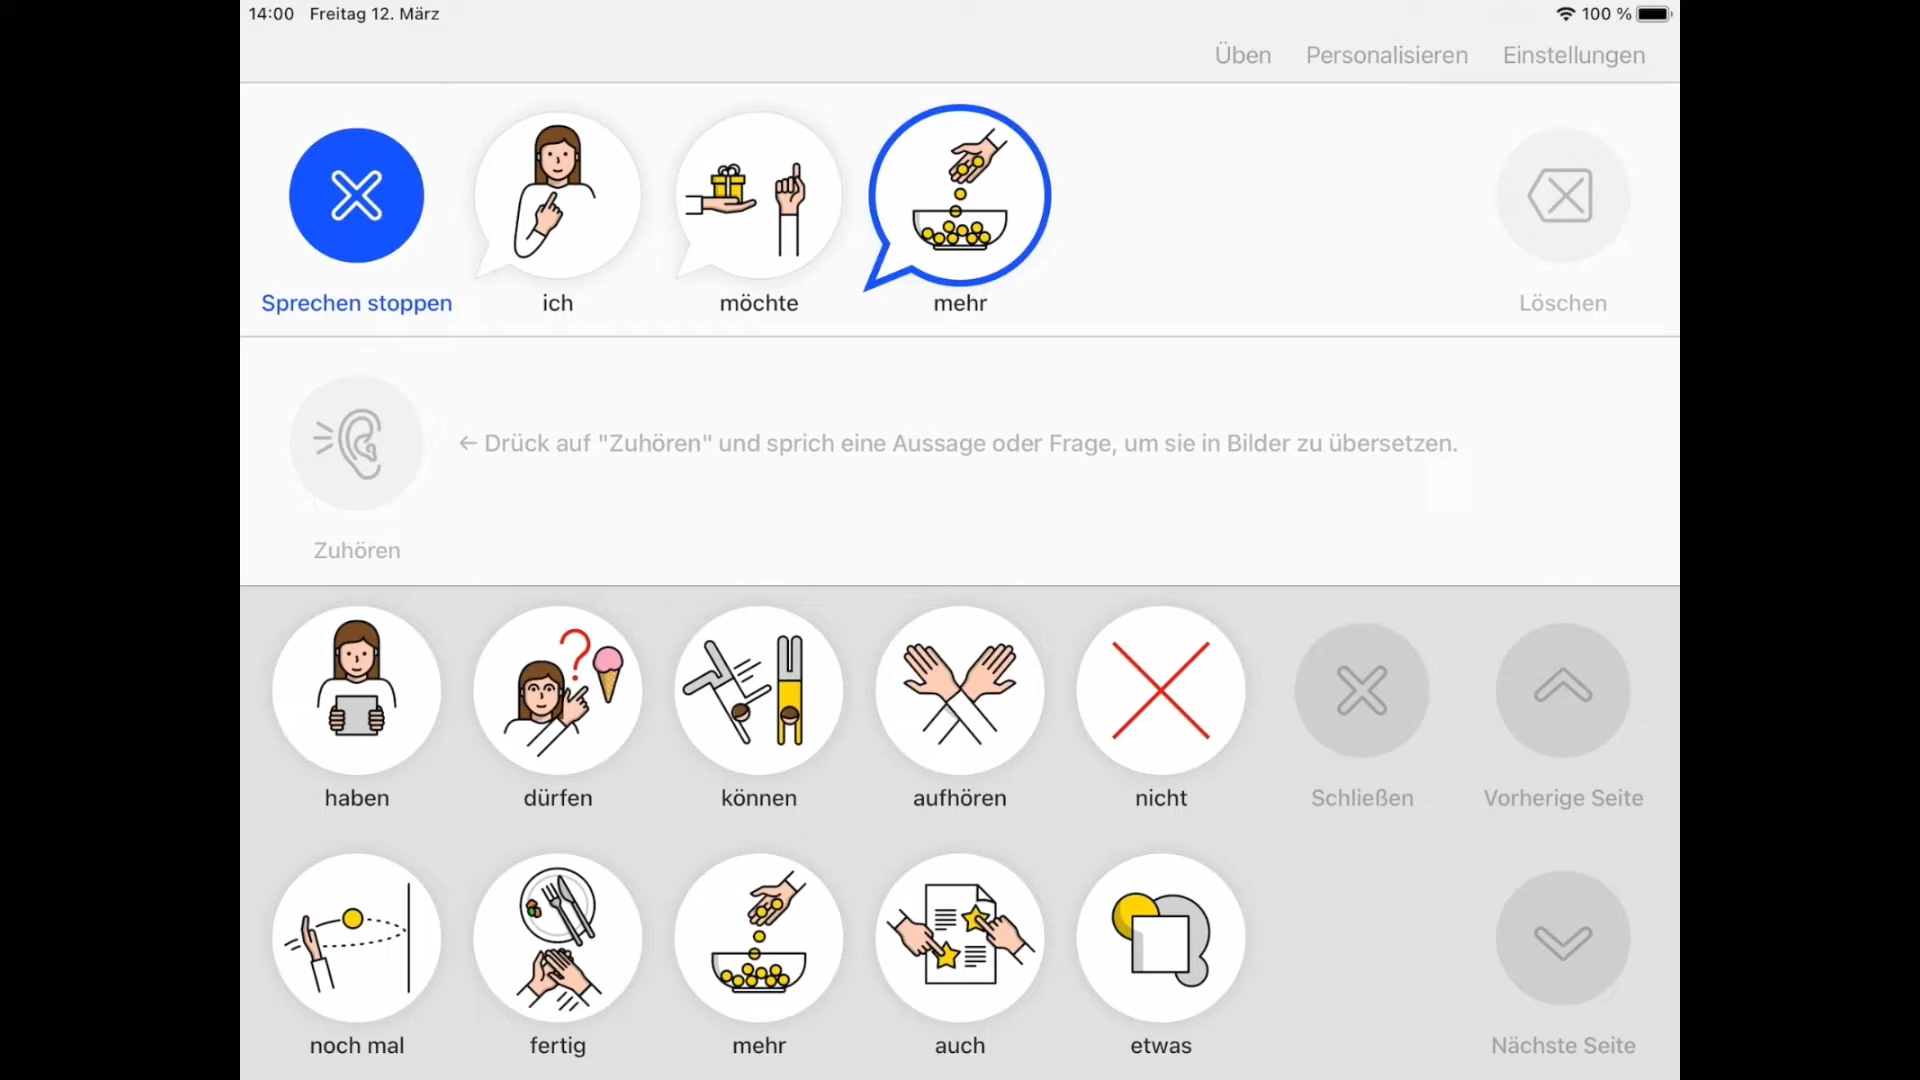 14:00 Freitag 12. März
100 %
Üben Personalisieren Einstellungen
Sprechen stoppen ich möchte mehr Löschen
← Drück auf "Zuhören" und sprich eine Aussage oder Frage, um sie in Bilder zu übersetzen.
Zuhören
haben dürfen können aufhören nicht Schließen Vorherige Seite
noch mal fertig mehr auch etwas Nächste Seite